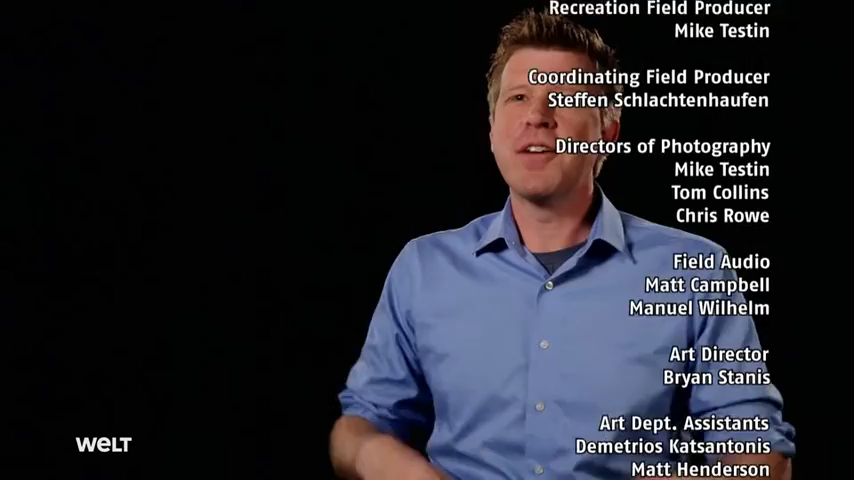 Recreation Field Producer
Mike Testin
Coordinating Field Producer
Steffen Schlachtenhaufen
Directors of Photography
Mike Testin
Tom Collins
Chris Rowe
Field Audio
Matt Campbell
Manuel Wilhelm
Art Director
Bryan Stanis
Art Dept. Assistants
Demetrios Katsantonis
Matt Henderson
WELT